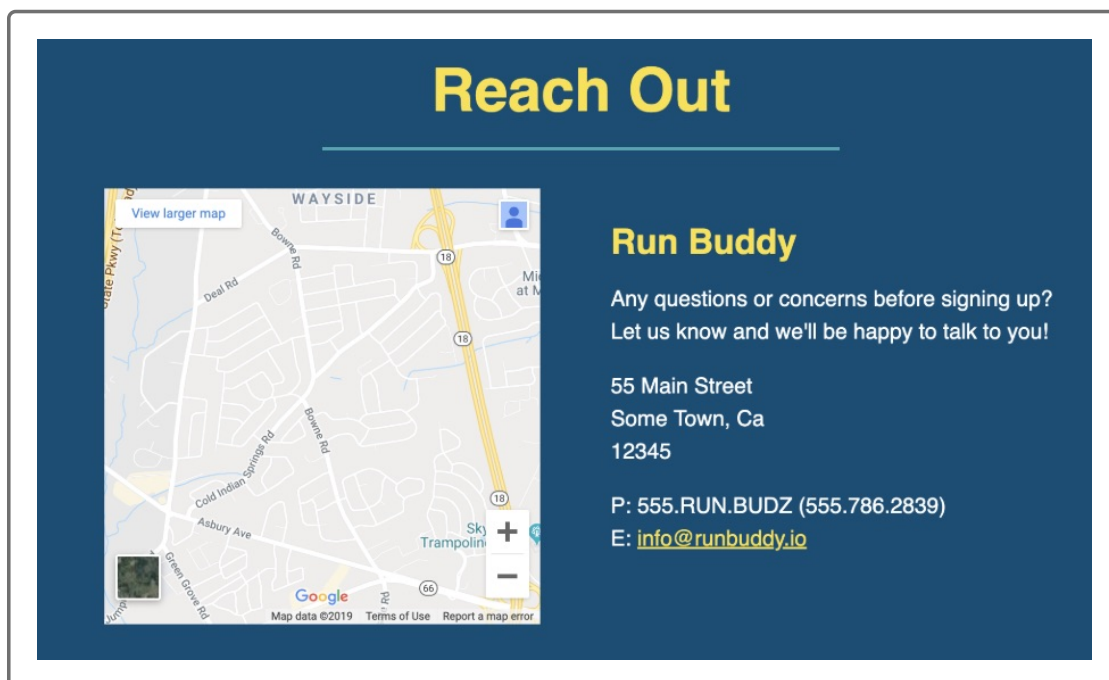 Reach Out
View larger map
WAYSIDE
Bowne Rd
Deal Rd
18
18
Bowne Rd
Cold Indian Springs Rd
18
Asbury Ave
Green Grove Rd
66
Google
Map data ©2019 Terms of Use Report a map error
Run Buddy
Any questions or concerns before signing up?
Let us know and we'll be happy to talk to you!
55 Main Street
Some Town, Ca
12345
P: 555.RUN.BUDZ (555.786.2839)
E: info@runbuddy.io